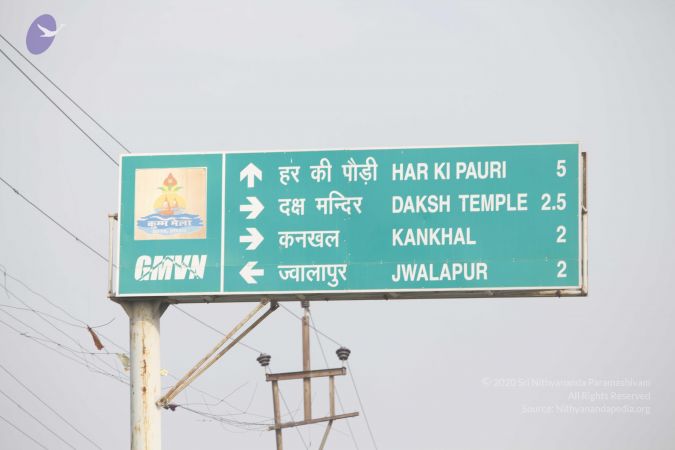 हर की पौड़ी HAR KI PAURI 5
दक्ष मन्दिर DAKSH TEMPLE 2.5
कनखल KANKHAL 2
ज्वालापुर JWALAPUR 2
कुम्भ मेला
GMVN
© 2020 Sri Nithyananda Paramashivam
All Rights Reserved
Source: Nithyanandapedia.org